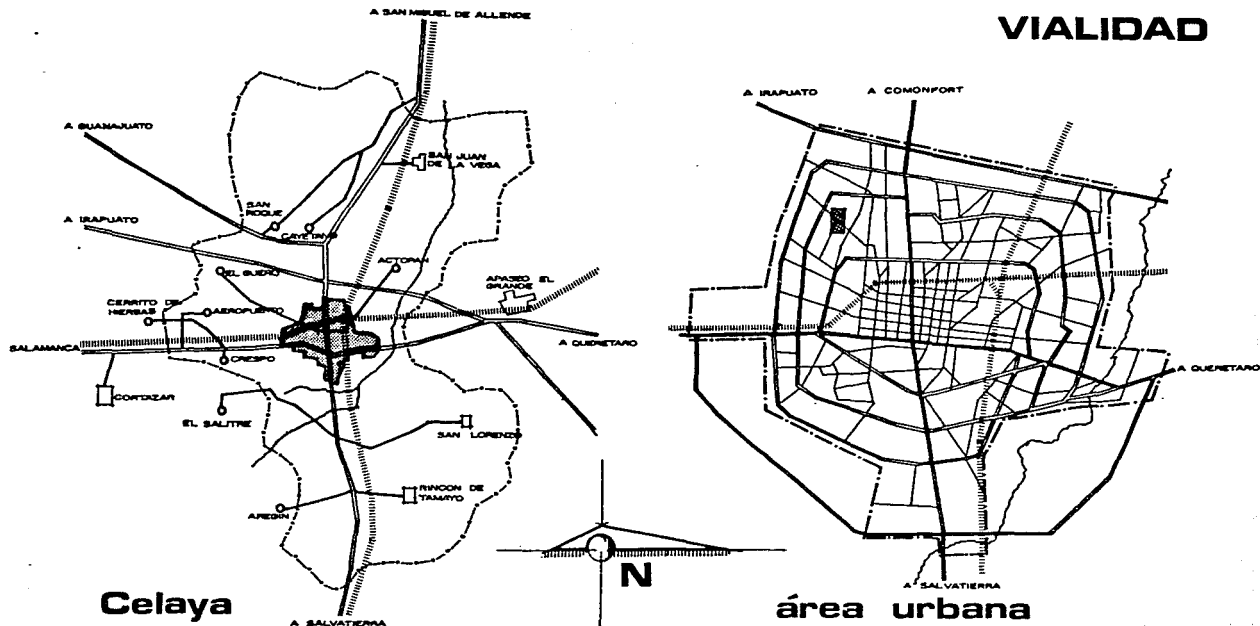 VIALIDAD
A SAN MIGUEL DE ALLENDE
A GUANAJUATO
SAN JUAN
DE LA VEGA
SAN
ROQUE
CAYETANO
A IRAPUATO
ACTOPAN
EL GUERO
APASEO EL
GRANDE
CERRITO DE
HIERBAS
AEROPUERTO
SALAMANCA
CRESPO
A QUERETARO
CORTAZAR
EL SALITRE
SAN LORENZO
RINCON DE
TAMAYO
A SALVATIERRA
Celaya
N
A IRAPUATO
A COMONFORT
A QUERETARO
A SALVATIERRA
área urbana